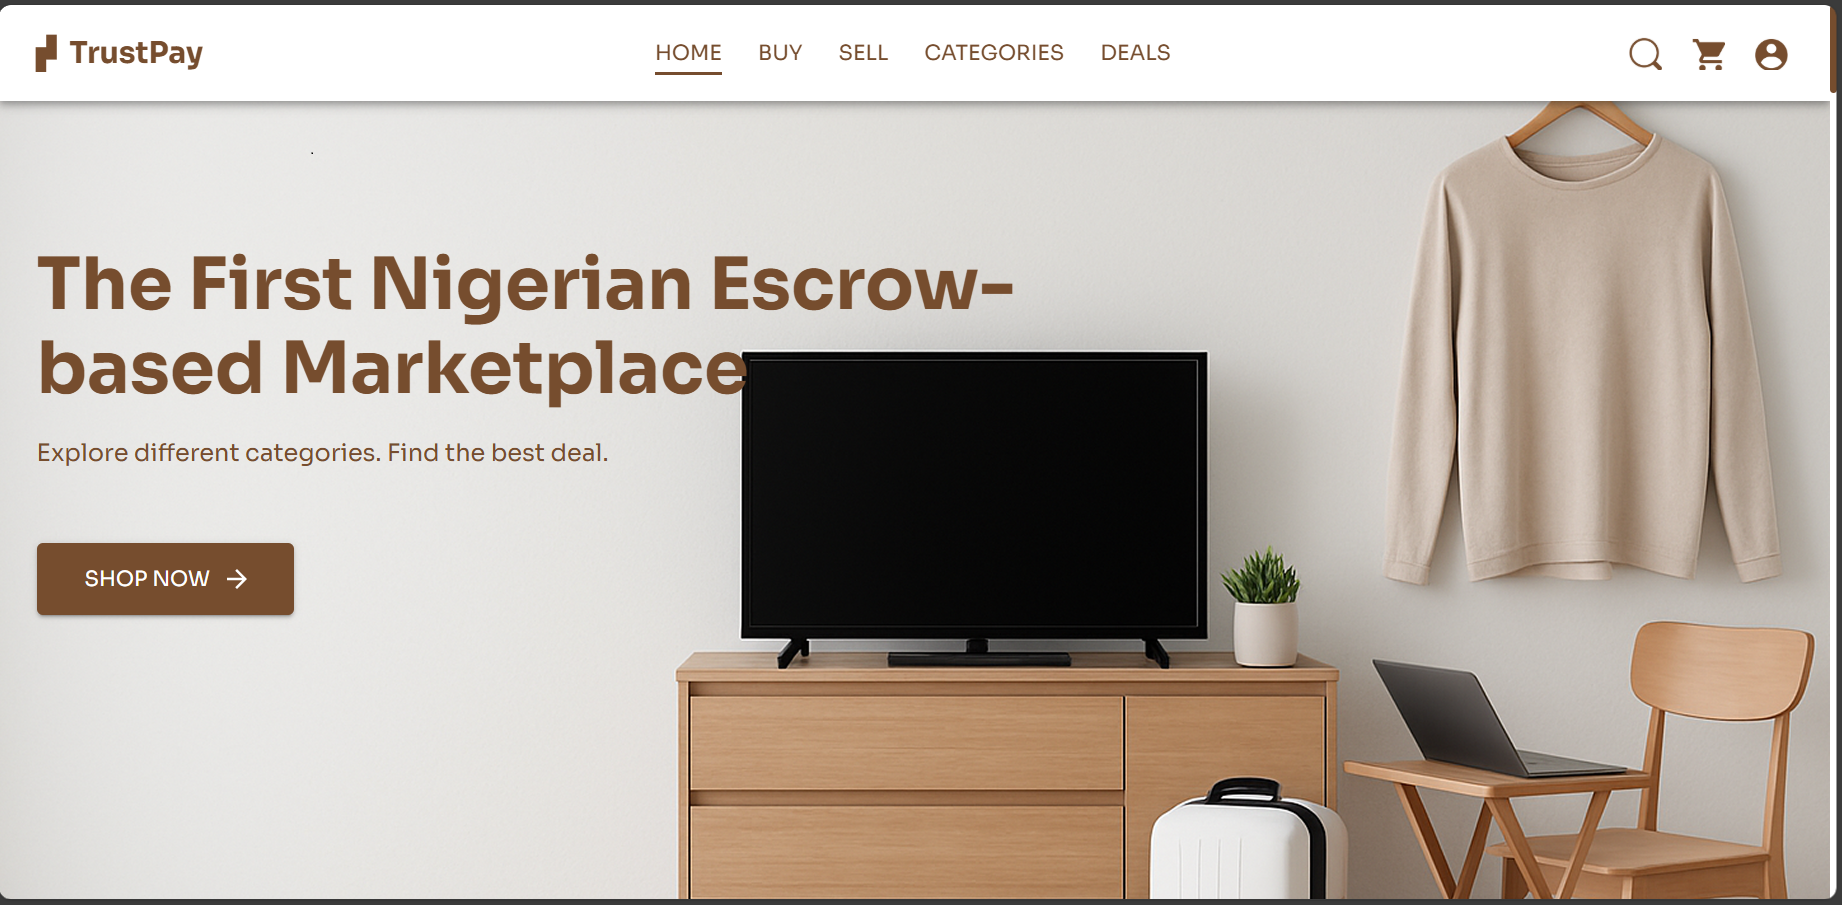 TrustPay
HOME BUY SELL CATEGORIES DEALS
The First Nigerian Escrow-
based Marketplace
Explore different categories. Find the best deal.
SHOP NOW →